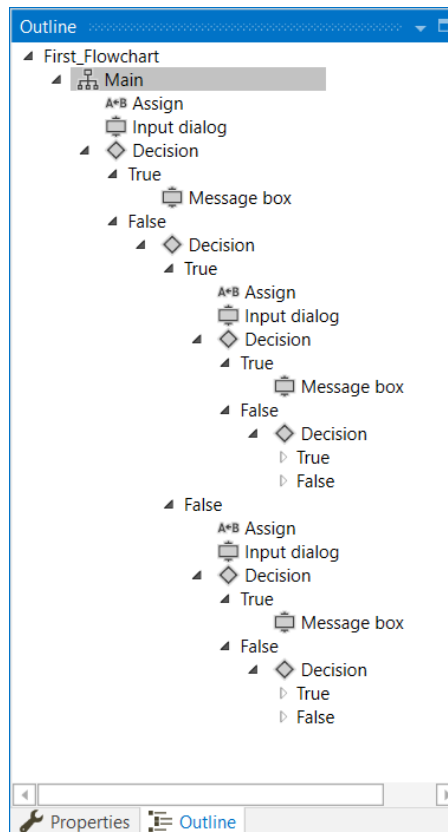 Outline
First_Flowchart
Main
A+B Assign
Input dialog
Decision
True
Message box
False
Decision
True
A+B Assign
Input dialog
Decision
True
Message box
False
Decision
True
False
False
A+B Assign
Input dialog
Decision
True
Message box
False
Decision
True
False
Properties Outline